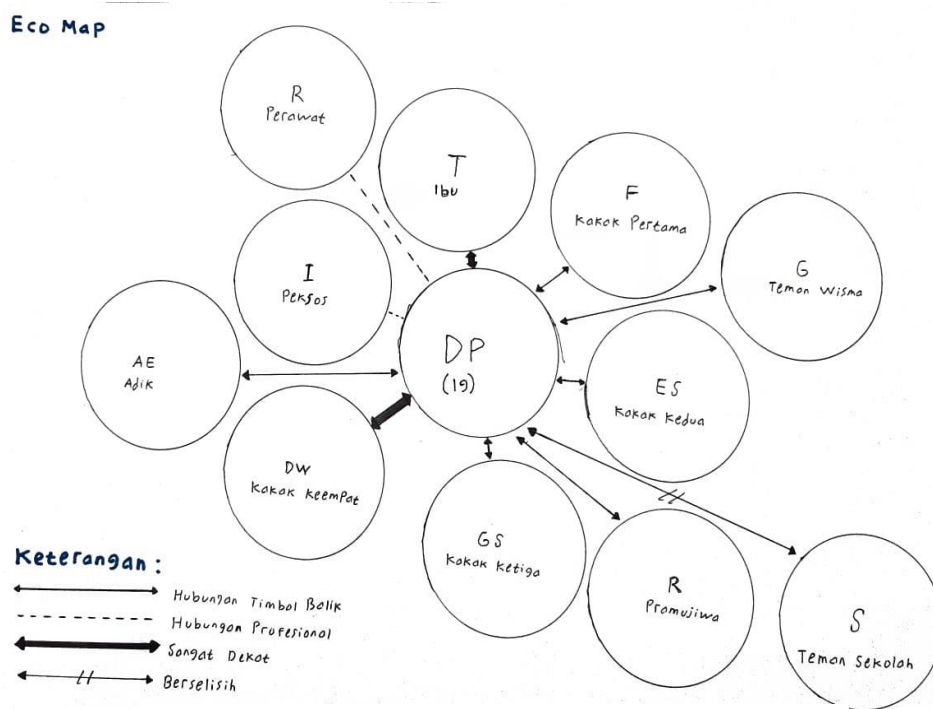 Eco Map
R
Perawat
T
Ibu
F
Kakak Pertama
G
Teman Wisma
I
Peksos
AE
Adik
DP
(19)
ES
Kakak Kedua
DW
Kakak Keempat
GS
Kakak Ketiga
R
Pramujiwa
S
Teman Sekolah
Keterangan :
Hubungan Timbal Balik
Hubungan Profesional
Sangat Dekat
Berselisih